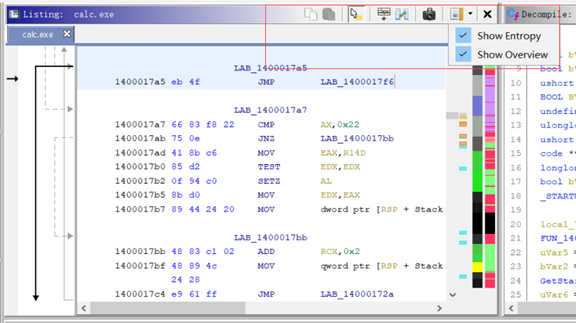 Listing: calc.exe
calc.exe
Show Entropy
Show Overview
LAB_1400017a5
1400017a5 eb 4f JMP LAB_1400017f6
LAB_1400017a7
1400017a7 66 83 f8 22 CMP AX,0x22
1400017ab 75 0e JNZ LAB_1400017bb
1400017ad 41 8b c6 MOV EAX,R14D
1400017b0 85 d2 TEST EDX,EDX
1400017b2 0f 94 c0 SETZ AL
1400017b5 8b d0 MOV EDX,EAX
1400017b7 89 44 24 20 MOV dword ptr [RSP + Stack
LAB_1400017bb
1400017bb 48 83 c1 02 ADD RCX,0x2
1400017bf 48 89 4c MOV qword ptr [RSP + Stack
24 28
1400017c4 e9 61 ff JMP LAB_1400172a
Decompile:
9 bool b
10 ushort
11 BOOL BV
12 undefin
13 ulonglo
14 ushort
15 code *v
16 longlon
17 bool bV
18 _STARTU
19
20 local_
21 FUN_140
22 uVar5 =
23 bVar2 =
24 GetStar
25 uVar6 =